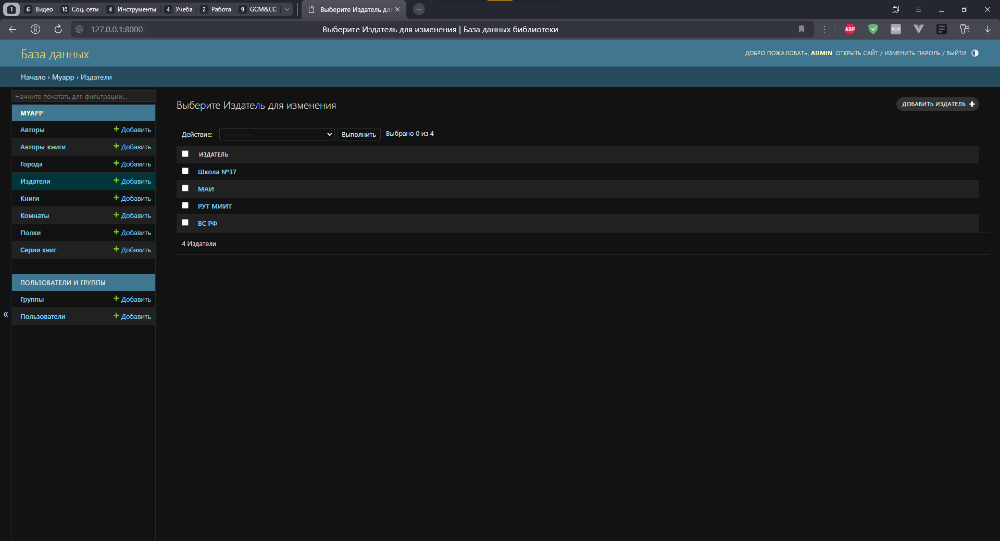 1 6 Видео 10 Соц. сети 4 Инструменты 4 Учеба 2 Работа 9 GCM&CC Выберите Издатель для
127.0.0.1:8000 Выберите Издатель для изменения | База данных библиотеки ABP
База данных
ДОБРО ПОЖАЛОВАТЬ, ADMIN. ОТКРЫТЬ САЙТ / ИЗМЕНИТЬ ПАРОЛЬ / ВЫЙТИ
Начало › Myapp › Издатели
Начните печатать для фильтрации...
MYAPP
Авторы + Добавить
Авторы-книги + Добавить
Города + Добавить
Издатели + Добавить
Книги + Добавить
Комнаты + Добавить
Полки + Добавить
Серии книг + Добавить
ПОЛЬЗОВАТЕЛИ И ГРУППЫ
Группы + Добавить
Пользователи + Добавить
«
Выберите Издатель для изменения
ДОБАВИТЬ ИЗДАТЕЛЬ +
Действие: --------- Выполнить Выбрано 0 из 4
ИЗДАТЕЛЬ
Школа №37
МАИ
РУТ МИИТ
ВС РФ
4 Издатели